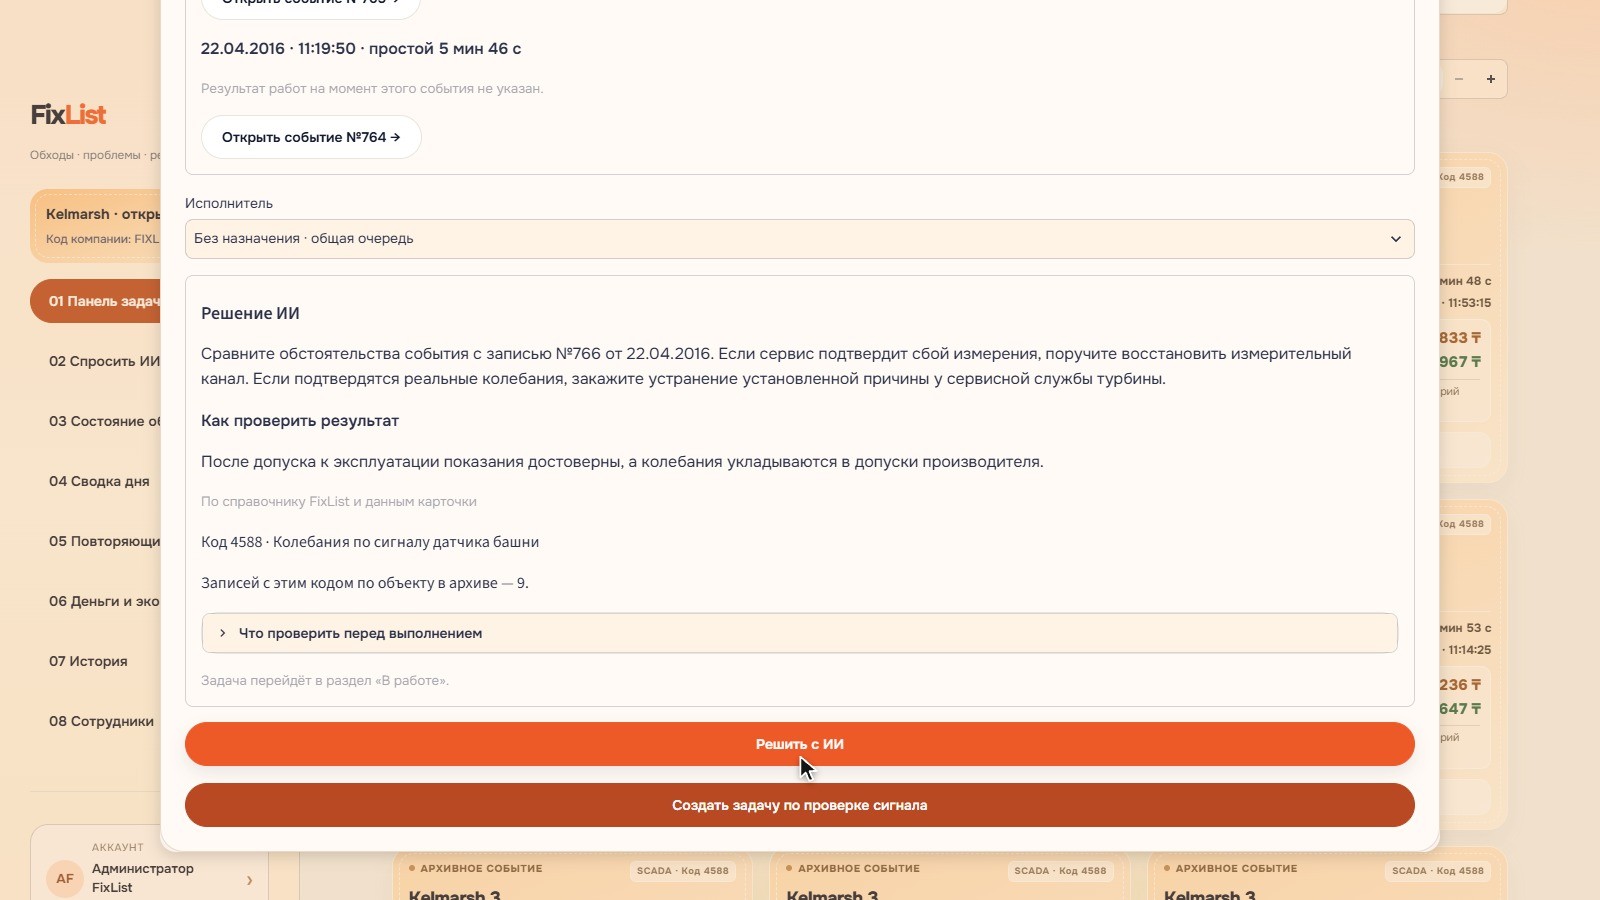 22.04.2016 · 11:19:50 · простой 5 мин 46 с
Результат работ на момент этого события не указан.
Открыть событие №764 →
Исполнитель
Без назначения · общая очередь
Решение ИИ
Сравните обстоятельства события с записью №766 от 22.04.2016. Если сервис подтвердит сбой измерения, поручите восстановить измерительный
канал. Если подтвердятся реальные колебания, закажите устранение установленной причины у сервисной службы турбины.
Как проверить результат
После допуска к эксплуатации показания достоверны, а колебания укладываются в допуски производителя.
По справочнику FixList и данным карточки
Код 4588 · Колебания по сигналу датчика башни
Записей с этим кодом по объекту в архиве — 9.
Что проверить перед выполнением
Задача перейдёт в раздел «В работе».
Решить с ИИ
Создать задачу по проверке сигнала
FixList
Обходы · проблемы · ре
Kelmarsh · откры
Код компании: FIXL
01 Панель задач
02 Спросить ИИ
03 Состояние об
04 Сводка дня
05 Повторяющи
06 Деньги и эко
07 История
08 Сотрудники
АККАУНТ
AF
Администратор
FixList
− +
Код 4588
мин 48 с
· 11:53:15
833 ₸
967 ₸
рий
Код 4588
мин 53 с
· 11:14:25
236 ₸
647 ₸
рий
АРХИВНОЕ СОБЫТИЕ SCADA · Код 4588
Kelmarsh 3
АРХИВНОЕ СОБЫТИЕ SCADA · Код 4588
Kelmarsh 3
АРХИВНОЕ СОБЫТИЕ SCADA · Код 4588
Kelmarsh 3